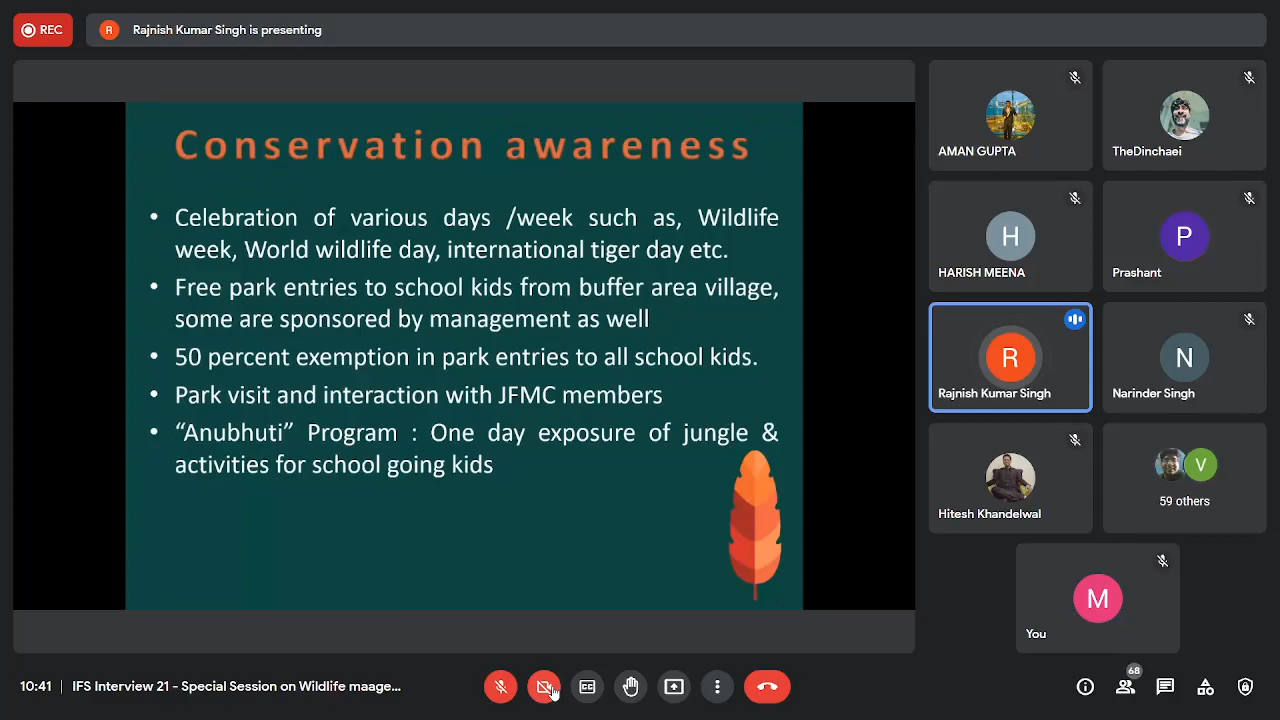 REC
R
Rajnish Kumar Singh is presenting
Conservation awareness
• Celebration of various days /week such as, Wildlife
week, World wildlife day, international tiger day etc.
• Free park entries to school kids from buffer area village,
some are sponsored by management as well
• 50 percent exemption in park entries to all school kids.
• Park visit and interaction with JFMC members
• “Anubhuti” Program : One day exposure of jungle &
activities for school going kids
AMAN GUPTA
TheDinchaei
H
HARISH MEENA
P
Prashant
R
Rajnish Kumar Singh
N
Narinder Singh
Hitesh Khandelwal
V
59 others
M
You
10:41 | IFS Interview 21 - Special Session on Wildlife maage...
CC
68